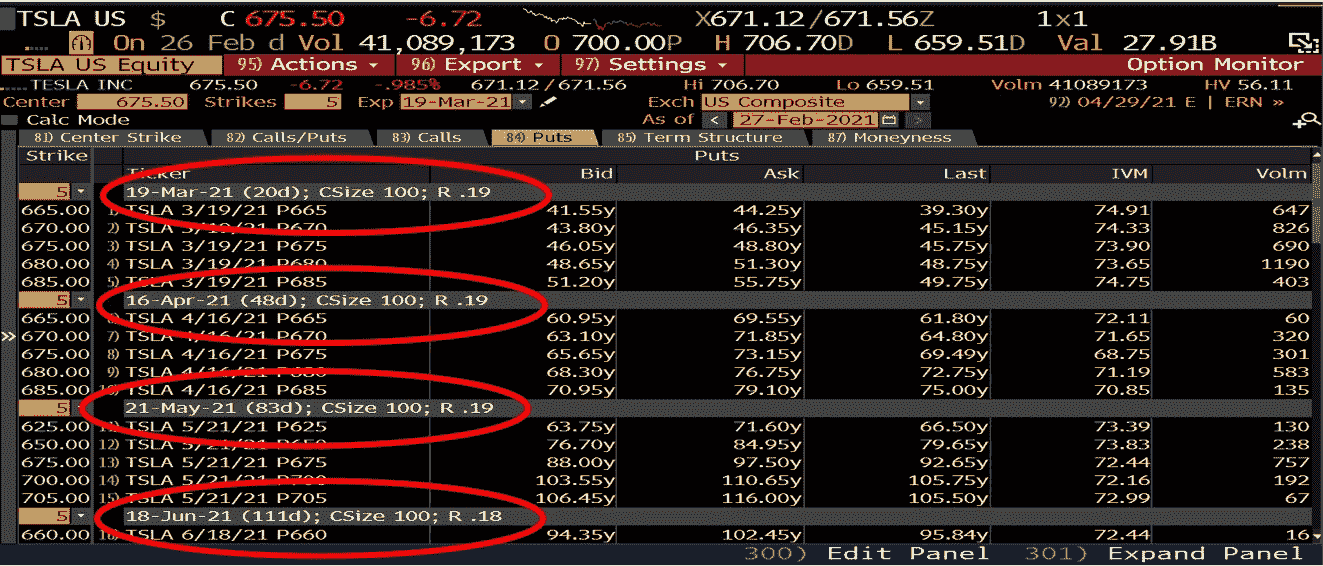 TSLA US $ C 675.50 -6.72 X671.12/671.56Z 1x1
On 26 Feb d Vol 41,089,173 O 700.00P H 706.70D L 659.51D Val 27.91B
TSLA US Equity 95) Actions 96) Export 97) Settings Option Monitor
TESLA INC 675.50 -6.72 -.985% 671.12/671.56 Hi 706.70 Lo 659.51 Volm 41089173 HV 56.11
Center 675.50 Strikes 5 Exp 19-Mar-21 Exch US Composite 92) 04/29/21 E | ERN »
Calc Mode As of < 27-Feb-2021 >
81) Center Strike 82) Calls/Puts 83) Calls 84) Puts 85) Term Structure 87) Moneyness
Strike Puts
Ticker Bid Ask Last IVM Volm
5 19-Mar-21 (20d); CSize 100; R .19
665.00 1) TSLA 3/19/21 P665 41.55y 44.25y 39.30y 74.91 647
670.00 2) TSLA 3/19/21 P670 43.80y 46.35y 45.15y 74.33 826
675.00 3) TSLA 3/19/21 P675 46.05y 48.80y 45.75y 73.90 690
680.00 4) TSLA 3/19/21 P680 48.65y 51.30y 48.75y 73.65 1190
685.00 5) TSLA 3/19/21 P685 51.20y 55.75y 49.75y 74.75 403
5 16-Apr-21 (48d); CSize 100; R .19
665.00 6) TSLA 4/16/21 P665 60.95y 69.55y 61.80y 72.11 60
» 670.00 7) TSLA 4/16/21 P670 63.10y 71.85y 64.80y 71.65 320
675.00 8) TSLA 4/16/21 P675 65.65y 73.15y 69.49y 68.75 301
680.00 9) TSLA 4/16/21 P680 68.30y 76.75y 72.75y 71.19 583
685.00 10) TSLA 4/16/21 P685 70.95y 79.10y 75.00y 70.85 135
5 21-May-21 (83d); CSize 100; R .19
625.00 11) TSLA 5/21/21 P625 63.75y 71.60y 66.50y 73.39 130
650.00 12) TSLA 5/21/21 P650 76.70y 84.95y 79.65y 73.83 238
675.00 13) TSLA 5/21/21 P675 88.00y 97.50y 92.65y 72.44 757
700.00 14) TSLA 5/21/21 P700 103.55y 110.65y 105.75y 72.16 192
705.00 15) TSLA 5/21/21 P705 106.45y 116.00y 105.50y 72.99 67
5 18-Jun-21 (111d); CSize 100; R .18
660.00 16) TSLA 6/18/21 P660 94.35y 102.45y 95.84y 72.44 16
300) Edit Panel 301) Expand Panel